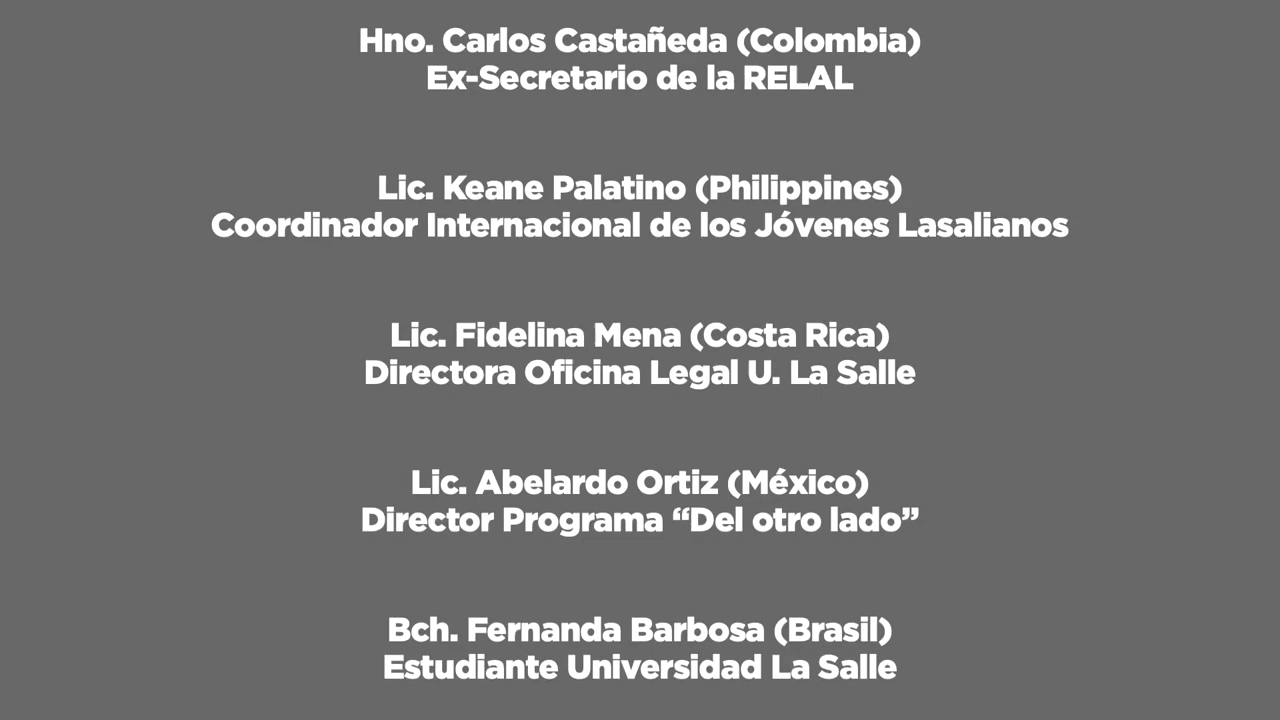 Hno. Carlos Castañeda (Colombia)
Ex-Secretario de la RELAL
Lic. Keane Palatino (Philippines)
Coordinador Internacional de los Jóvenes Lasalianos
Lic. Fidelina Mena (Costa Rica)
Directora Oficina Legal U. La Salle
Lic. Abelardo Ortiz (México)
Director Programa “Del otro lado”
Bch. Fernanda Barbosa (Brasil)
Estudiante Universidad La Salle